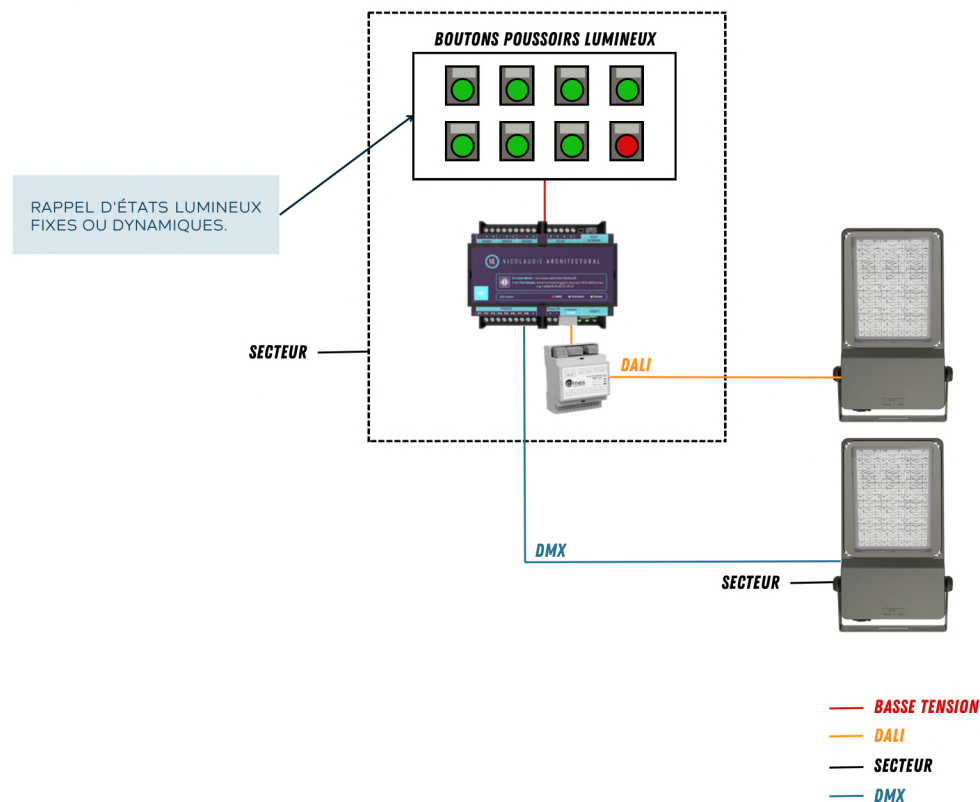 BOUTONS POUSSOIRS LUMINEUX
RAPPEL D'ÉTATS LUMINEUX
FIXES OU DYNAMIQUES.
NICOLAUDIE ARCHITECTURAL
SECTEUR
DALI
DMX
SECTEUR
BASSE TENSION
DALI
SECTEUR
DMX